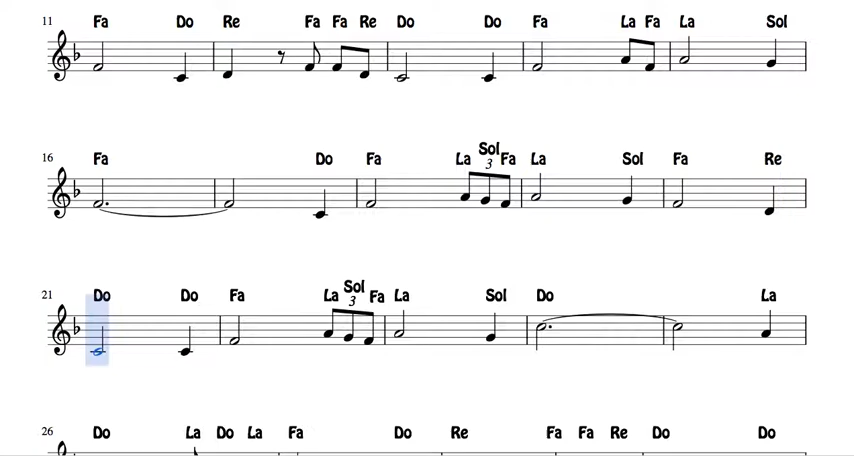 11 Fa Do Re Fa Fa Re Do Do Fa La Fa La Sol
16 Fa Do Fa La Sol Fa La Sol Fa Re
3
21 Do Do Fa La Sol Fa La Sol Do La
3
26 Do La Do La Fa Do Re Fa Fa Re Do Do